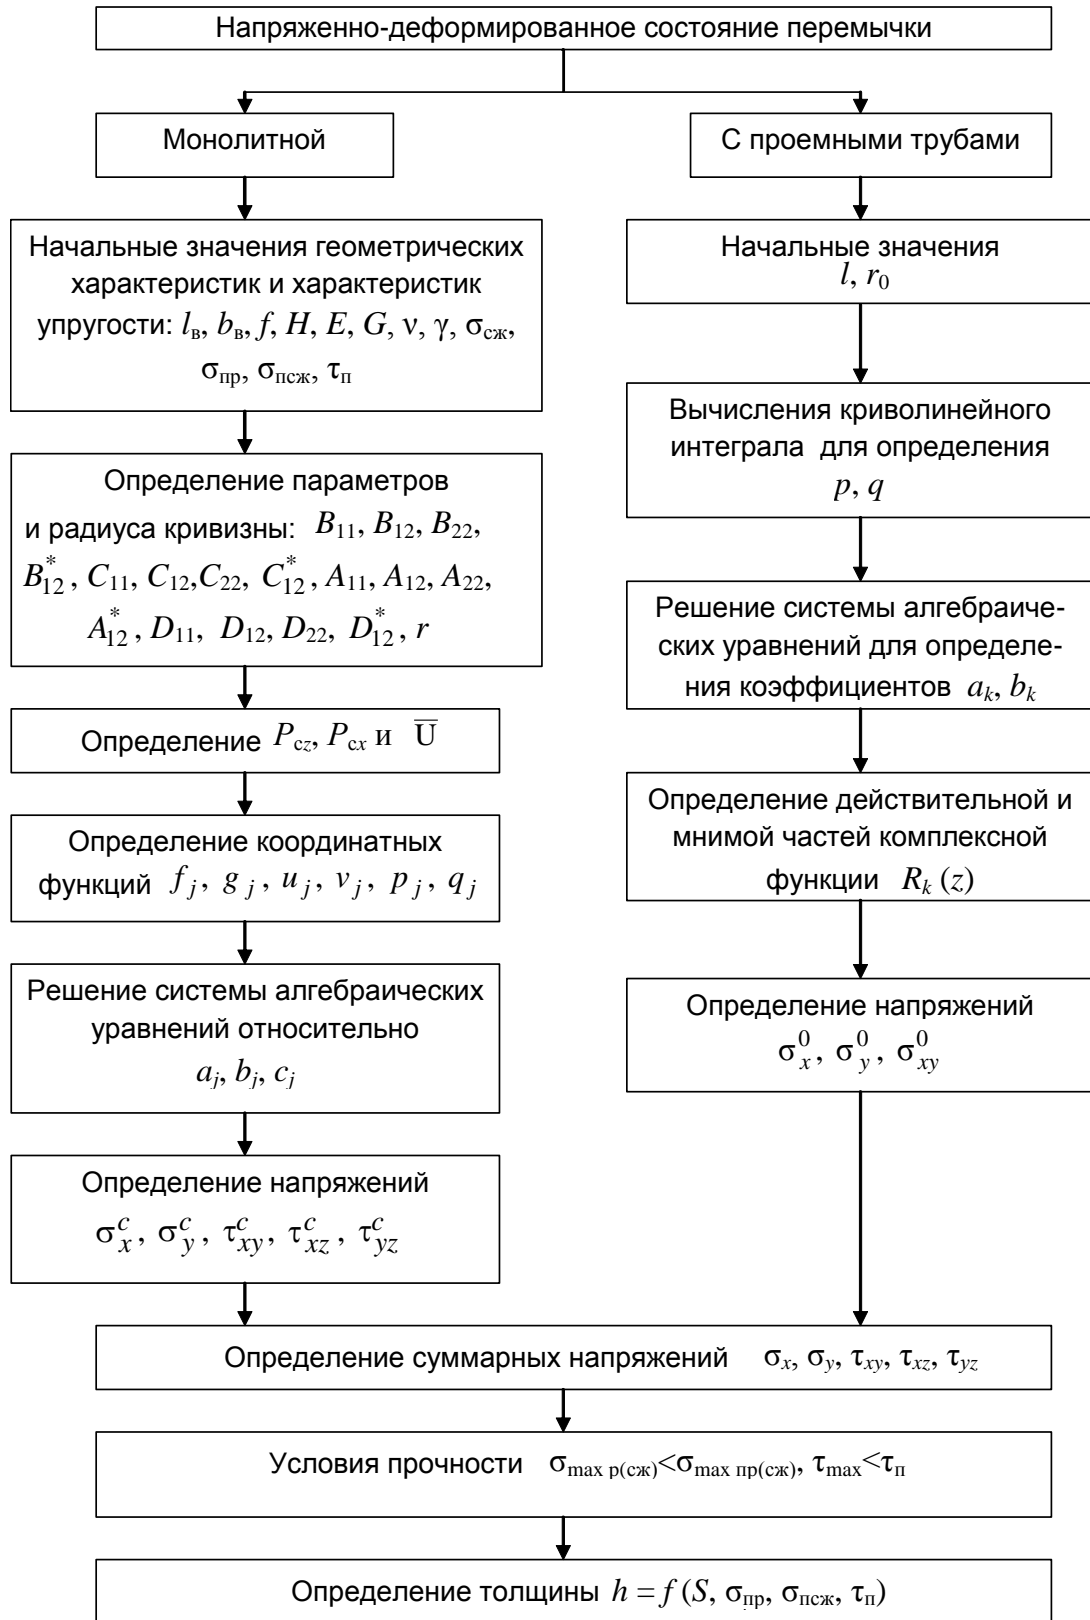 Напряженно-деформированное состояние перемычки
Монолитной
С проемными трубами
Начальные значения геометрических
характеристик и характеристик
упругости: lв, bв, f, H, E, G, ν, γ, σсж,
σпр, σпсж, τп
Начальные значения
l, r0
Вычисления криволинейного
интеграла для определения
p, q
Определение параметров
и радиуса кривизны: B11, B12, B22,
B*12, C11, C12,C22, C*12, A11, A12, A22,
A*12, D11, D12, D22, D*12, r
Решение системы алгебраиче-
ских уравнений для определе-
ния коэффициентов ak, bk
Определение Pcz, Pcx и U̅
Определение действительной и
мнимой частей комплексной
функции Rk (z)
Определение координатных
функций fj, gj, uj, vj, pj, qj
Решение системы алгебраических
уравнений относительно
aj, bj, cj
Определение напряжений
σ0x, σ0y, σ0xy
Определение напряжений
σcx, σcy, τcxy, τcxz, τcyz
Определение суммарных напряжений σx, σy, τxy, τxz, τyz
Условия прочности σmax р(сж)<σmax пр(сж), τmax<τп
Определение толщины h = f (S, σпр, σпсж, τп)